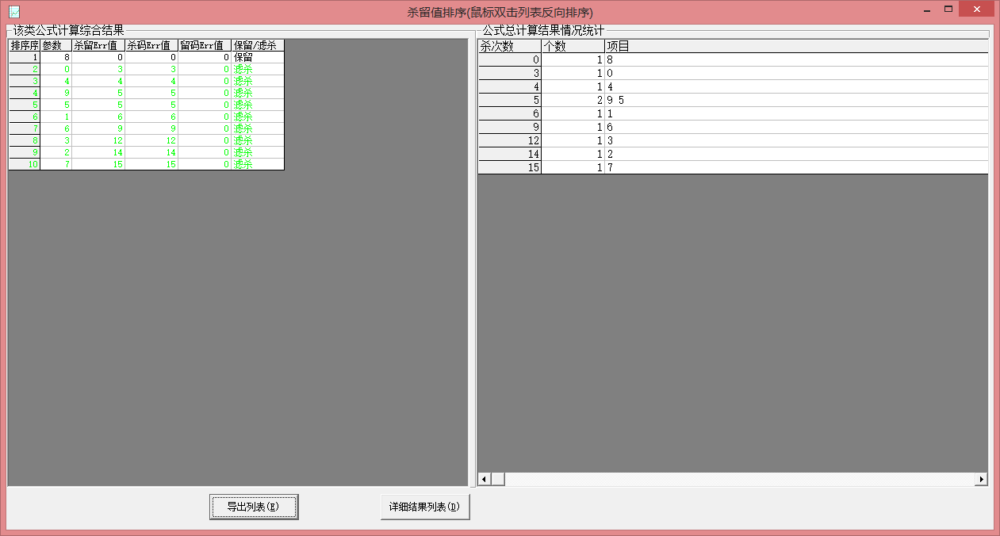 杀留值排序(鼠标双击列表反向排序)
该类公式计算综合结果
排序序 参数 杀留Err值 杀码Err值 留码Err值 保留/滤杀
1 8 0 0 0 保留
2 0 3 3 0 滤杀
3 4 4 4 0 滤杀
4 9 5 5 0 滤杀
5 5 5 5 0 滤杀
6 1 6 6 0 滤杀
7 6 9 9 0 滤杀
8 3 12 12 0 滤杀
9 2 14 14 0 滤杀
10 7 15 15 0 滤杀
公式总计算结果情况统计
杀次数 个数 项目
0 1 8
3 1 0
4 1 4
5 2 9 5
6 1 1
9 1 6
12 1 3
14 1 2
15 1 7
导出列表(E) 详细结果列表(D)